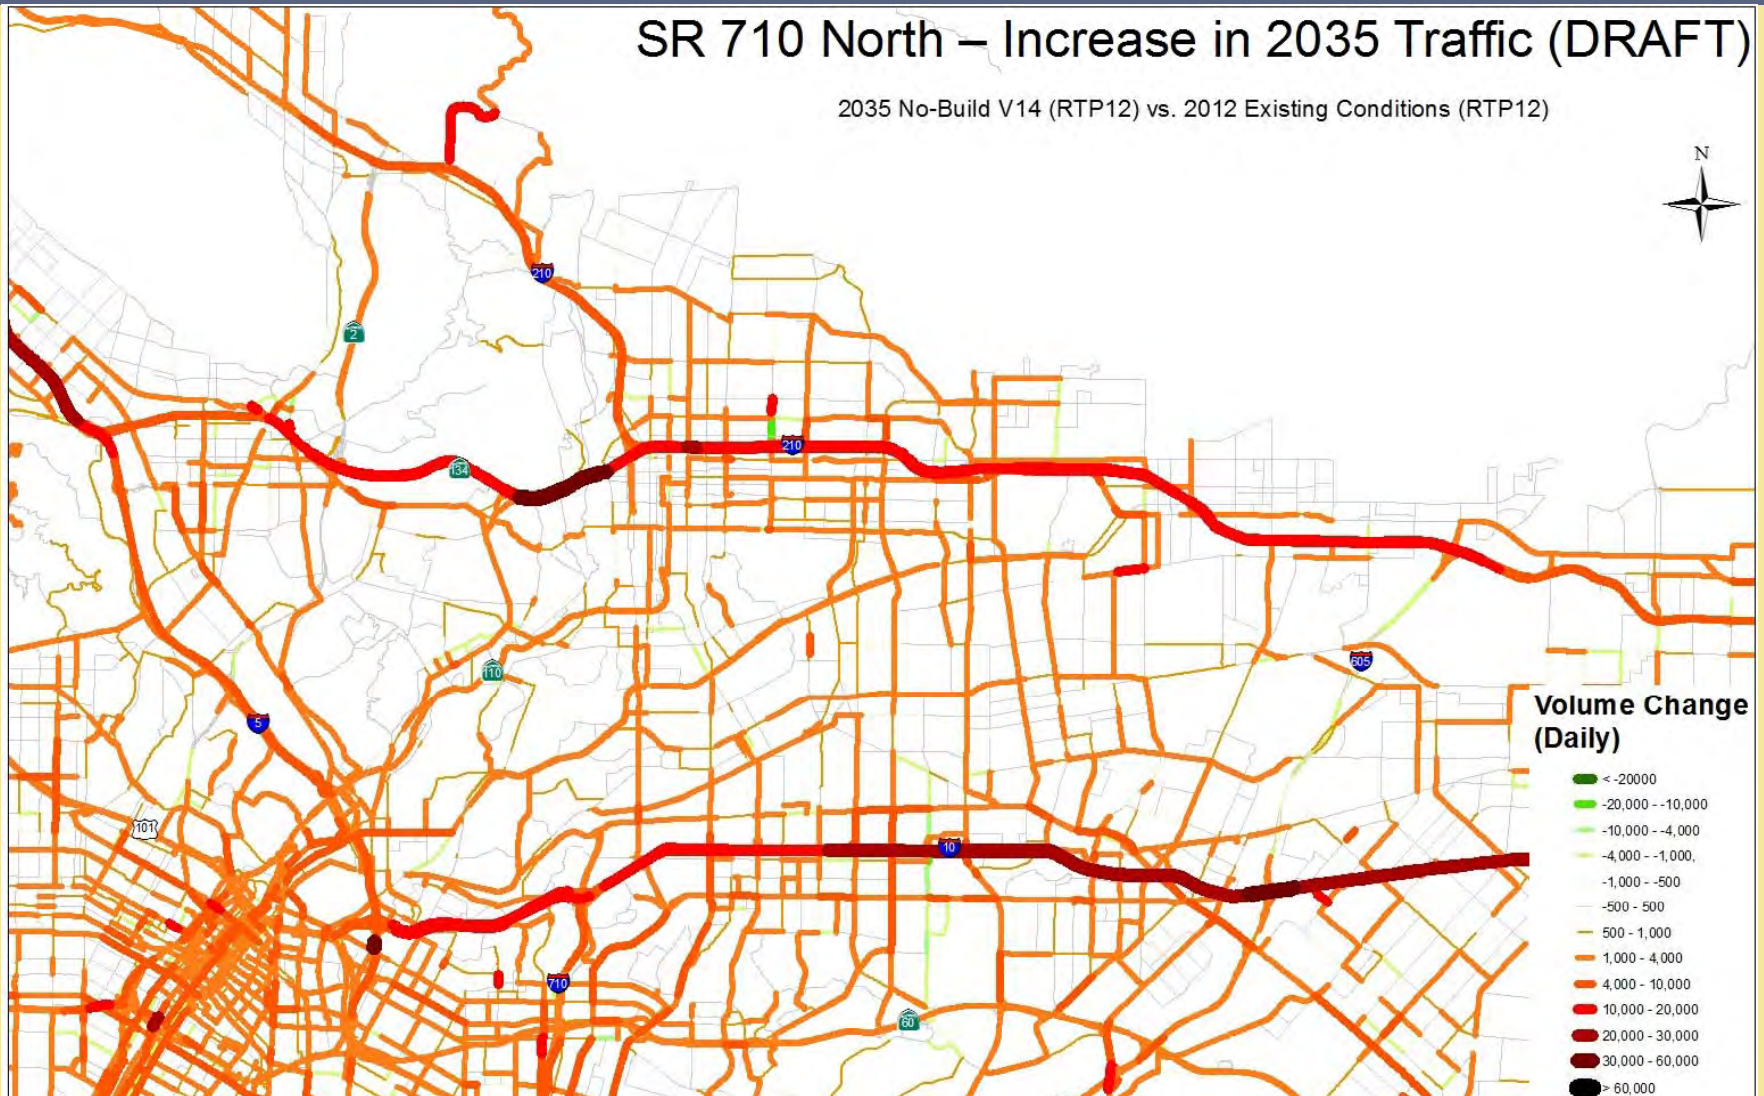 SR 710 North – Increase in 2035 Traffic (DRAFT)
2035 No-Build V14 (RTP12) vs. 2012 Existing Conditions (RTP12)
N
210
2
210
134
605
110
5
101
10
710
60
Volume Change
(Daily)
< -20000
-20,000 - -10,000
-10,000 - -4,000
-4,000 - -1,000,
-1,000 - -500
-500 - 500
500 - 1,000
1,000 - 4,000
4,000 - 10,000
10,000 - 20,000
20,000 - 30,000
30,000 - 60,000
> 60,000